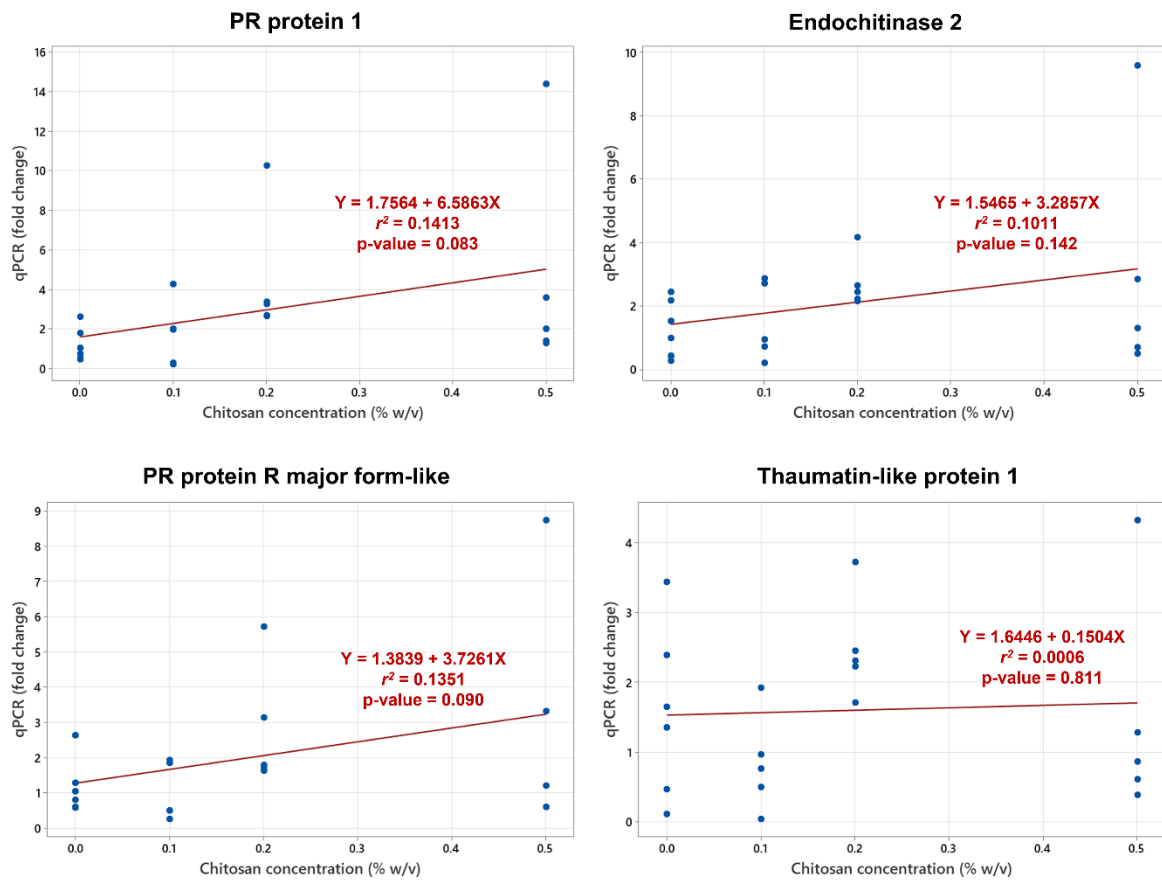 PR protein 1
16
14
12
10
8
6
4
2
0
qPCR (fold change)
Y = 1.7564 + 6.5863X
r² = 0.1413
p-value = 0.083
0.0 0.1 0.2 0.3 0.4 0.5
Chitosan concentration (% w/v)
Endochitinase 2
10
8
6
4
2
0
qPCR (fold change)
Y = 1.5465 + 3.2857X
r² = 0.1011
p-value = 0.142
0.0 0.1 0.2 0.3 0.4 0.5
Chitosan concentration (% w/v)
PR protein R major form-like
9
8
7
6
5
4
3
2
1
0
qPCR (fold change)
Y = 1.3839 + 3.7261X
r² = 0.1351
p-value = 0.090
0.0 0.1 0.2 0.3 0.4 0.5
Chitosan concentration (% w/v)
Thaumatin-like protein 1
4
3
2
1
0
qPCR (fold change)
Y = 1.6446 + 0.1504X
r² = 0.0006
p-value = 0.811
0.0 0.1 0.2 0.3 0.4 0.5
Chitosan concentration (% w/v)